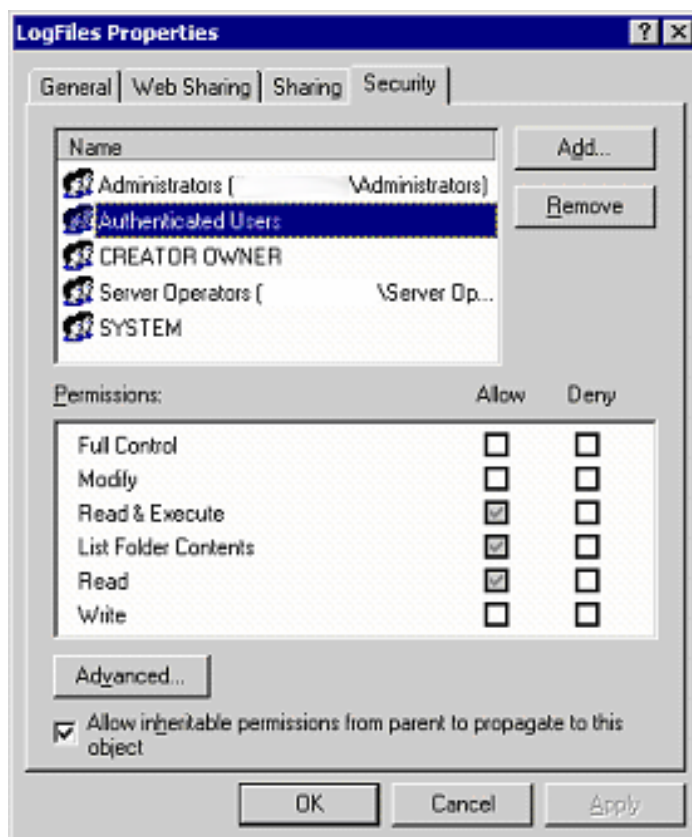 LogFiles Properties
General Web Sharing Sharing Security
Name
Administrators ( \Administrators)
Authenticated Users
CREATOR OWNER
Server Operators ( \Server Op...
SYSTEM
Add...
Remove
Permissions: Allow Deny
Full Control
Modify
Read & Execute
List Folder Contents
Read
Write
Advanced...
Allow inheritable permissions from parent to propagate to this
object
OK Cancel Apply